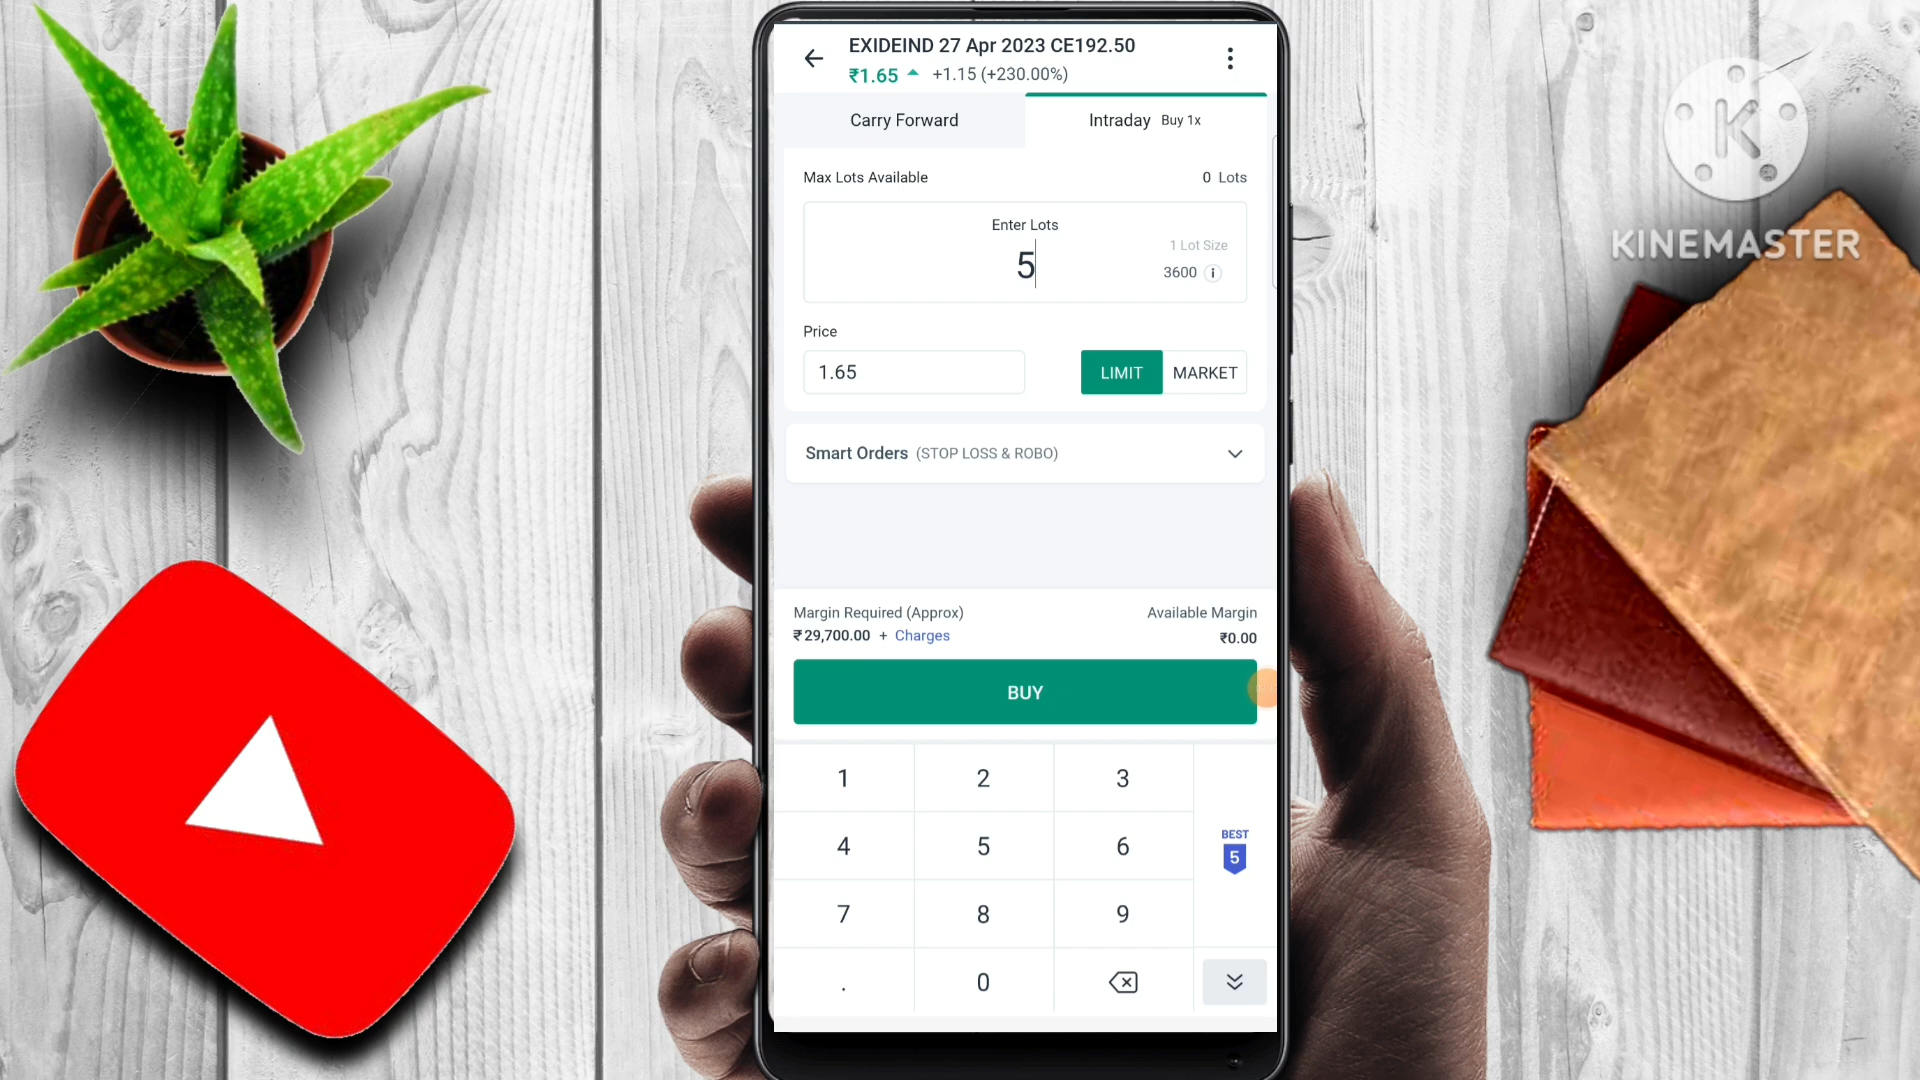 EXIDEIND 27 Apr 2023 CE192.50
₹1.65 +1.15 (+230.00%)
Carry Forward
Intraday Buy 1x
Max Lots Available
0 Lots
Enter Lots
5
1 Lot Size
3600
Price
1.65
LIMIT
MARKET
Smart Orders (STOP LOSS & ROBO)
Margin Required (Approx)
₹29,700.00 + Charges
Available Margin
₹0.00
BUY
1 2 3
4 5 6
BEST
5
7 8 9
. 0
K
KINEMASTER